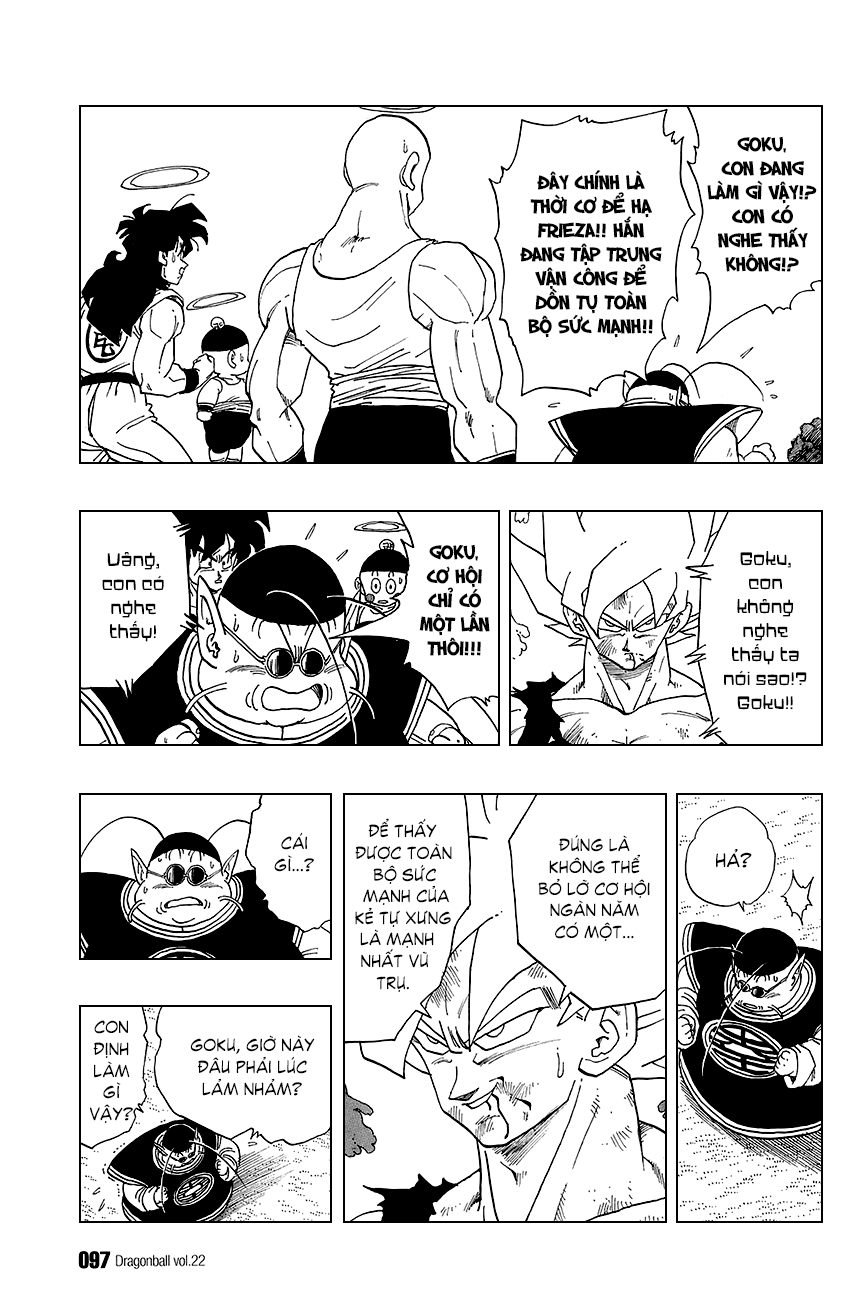 GOKU,
CON ĐANG
LÀM GÌ VẬY!?
CON CÓ
NGHE THẤY
KHÔNG!?
ĐÂY CHÍNH LÀ
THỜI CƠ ĐỂ HẠ
FRIEZA!! HẮN
ĐANG TẬP TRUNG
VẬN CÔNG ĐỂ
DỒN TỤ TOÀN
BỘ SỨC MẠNH!!
Goku,
con
không
nghe
thấy ta
nói sao!?
Goku!!
GOKU,
CƠ HỘI
CHỈ CÓ
MỘT LẦN
THÔI!!!
Vâng,
con có
nghe
thấy!
HẢ?
ĐÚNG LÀ
KHÔNG THỂ
BỎ LỠ CƠ HỘI
NGÀN NĂM
CÓ MỘT...
ĐỂ THẤY
ĐƯỢC TOÀN
BỘ SỨC
MẠNH CỦA
KẺ TỰ XƯNG
LÀ MẠNH
NHẤT VŨ
TRỤ.
CÁI
GÌ...?
GOKU, GIỜ NÀY
ĐÂU PHẢI LÚC
LẢM NHẢM?
CON
ĐỊNH
LÀM
GÌ
VẬY?
097 Dragonball vol.22